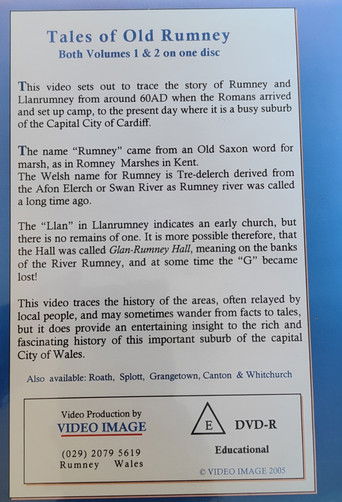 Tales of Old Rumney
Both Volumes 1 & 2 on one disc
This video sets out to trace the story of Rumney and
Llanrumney from around 60AD when the Romans arrived
and set up camp, to the present day where it is a busy suburb
of the Capital City of Cardiff.
The name "Rumney" came from an Old Saxon word for
marsh, as in Romney Marshes in Kent.
The Welsh name for Rumney is Tre-delerch derived from
the Afon Elerch or Swan River as Rumney river was called
a long time ago.
The "Llan" in Llanrumney indicates an early church, but
there is no remains of one. It is more possible therefore, that
the Hall was called Glan-Rumney Hall, meaning on the banks
of the River Rumney, and at some time the "G" became
lost!
This video traces the history of the areas, often relayed by
local people, and may sometimes wander from facts to tales,
but it does provide an entertaining insight to the rich and
fascinating history of this important suburb of the capital
City of Wales.
Also available: Roath, Splott, Grangetown, Canton & Whitchurch
Video Production by
VIDEO IMAGE
(029) 2079 5619
Rumney Wales
E DVD-R
Educational
© VIDEO IMAGE 2005